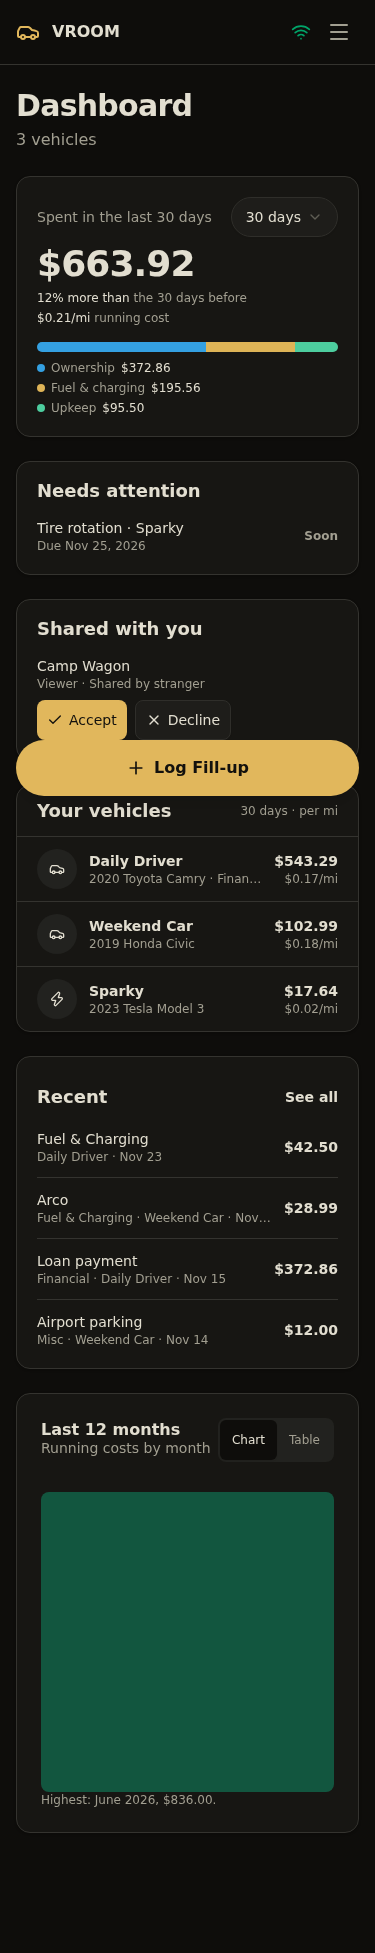 VROOM
Dashboard
3 vehicles
Spent in the last 30 days
30 days
$663.92
12% more than the 30 days before
$0.21/mi running cost
Ownership $372.86
Fuel & charging $195.56
Upkeep $95.50
Needs attention
Tire rotation · Sparky
Due Nov 25, 2026
Soon
Shared with you
Camp Wagon
Viewer · Shared by stranger
Accept
Decline
Log Fill-up
Your vehicles
30 days · per mi
Daily Driver
$543.29
2020 Toyota Camry · Finan…
$0.17/mi
Weekend Car
$102.99
2019 Honda Civic
$0.18/mi
Sparky
$17.64
2023 Tesla Model 3
$0.02/mi
Recent
See all
Fuel & Charging
Daily Driver · Nov 23
$42.50
Arco
Fuel & Charging · Weekend Car · Nov…
$28.99
Loan payment
Financial · Daily Driver · Nov 15
$372.86
Airport parking
Misc · Weekend Car · Nov 14
$12.00
Last 12 months
Running costs by month
Chart
Table
Highest: June 2026, $836.00.